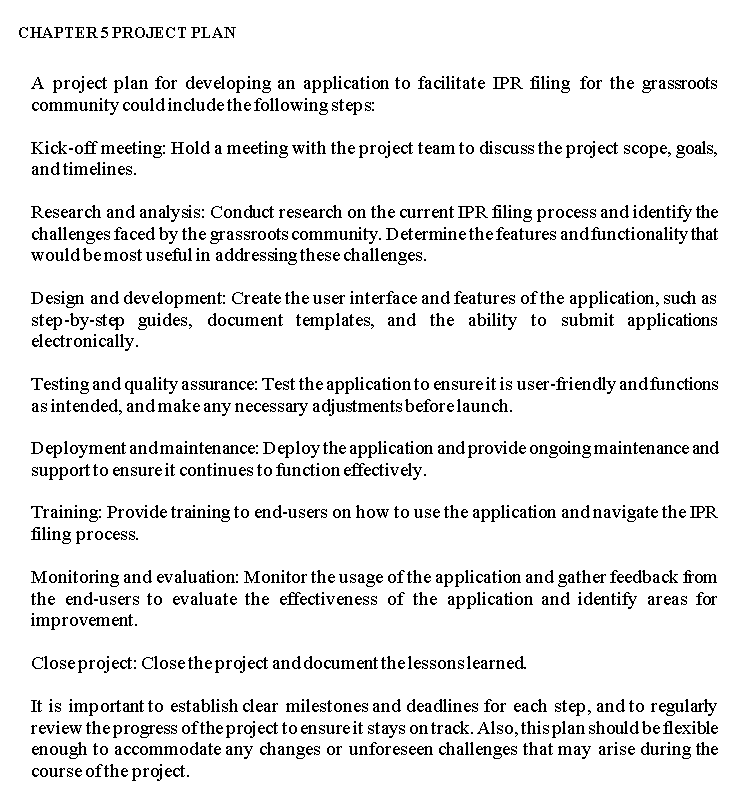 CHAPTER 5 PROJECT PLAN
A project plan for developing an application to facilitate IPR filing for the grassroots
community could include the following steps:
Kick-off meeting: Hold a meeting with the project team to discuss the project scope, goals,
and timelines.
Research and analysis: Conduct research on the current IPR filing process and identify the
challenges faced by the grassroots community. Determine the features and functionality that
would be most useful in addressing these challenges.
Design and development: Create the user interface and features of the application, such as
step-by-step guides, document templates, and the ability to submit applications
electronically.
Testing and quality assurance: Test the application to ensure it is user-friendly and functions
as intended, and make any necessary adjustments before launch.
Deployment and maintenance: Deploy the application and provide ongoing maintenance and
support to ensure it continues to function effectively.
Training: Provide training to end-users on how to use the application and navigate the IPR
filing process.
Monitoring and evaluation: Monitor the usage of the application and gather feedback from
the end-users to evaluate the effectiveness of the application and identify areas for
improvement.
Close project: Close the project and document the lessons learned.
It is important to establish clear milestones and deadlines for each step, and to regularly
review the progress of the project to ensure it stays on track. Also, this plan should be flexible
enough to accommodate any changes or unforeseen challenges that may arise during the
course of the project.